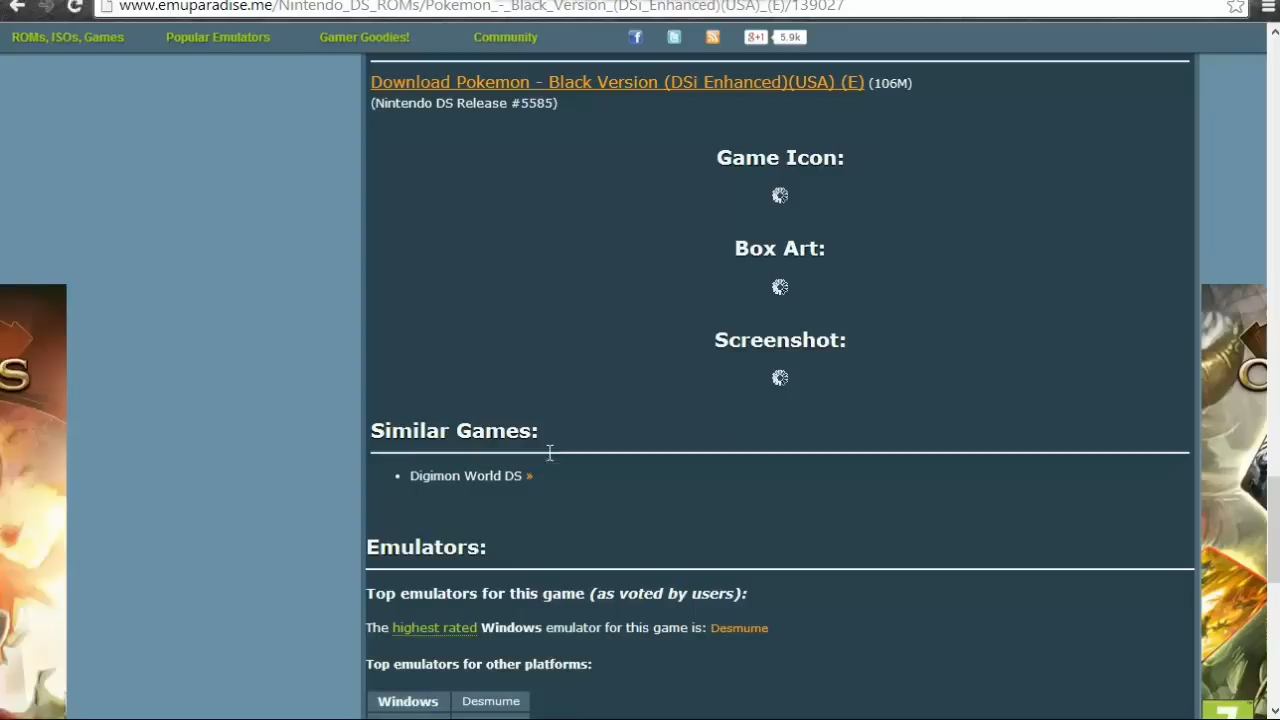 www.emuparadise.me/Nintendo_DS_ROMs/Pokemon_-_Black_Version_(DSi_Enhanced)(USA)_(E)/139027
ROMs, ISOs, Games Popular Emulators Gamer Goodies! Community g+1 5.9k
Download Pokemon - Black Version (DSi Enhanced)(USA) (E) (106M)
(Nintendo DS Release #5585)
Game Icon:
Box Art:
Screenshot:
Similar Games:
• Digimon World DS »
Emulators:
Top emulators for this game (as voted by users):
The highest rated Windows emulator for this game is: Desmume
Top emulators for other platforms:
Windows Desmume